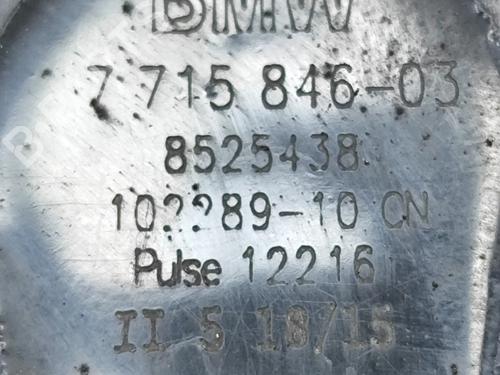 BMW
7 715 846-03
8525438
102289-10 CN
Pulse 12216
II 5 18/15